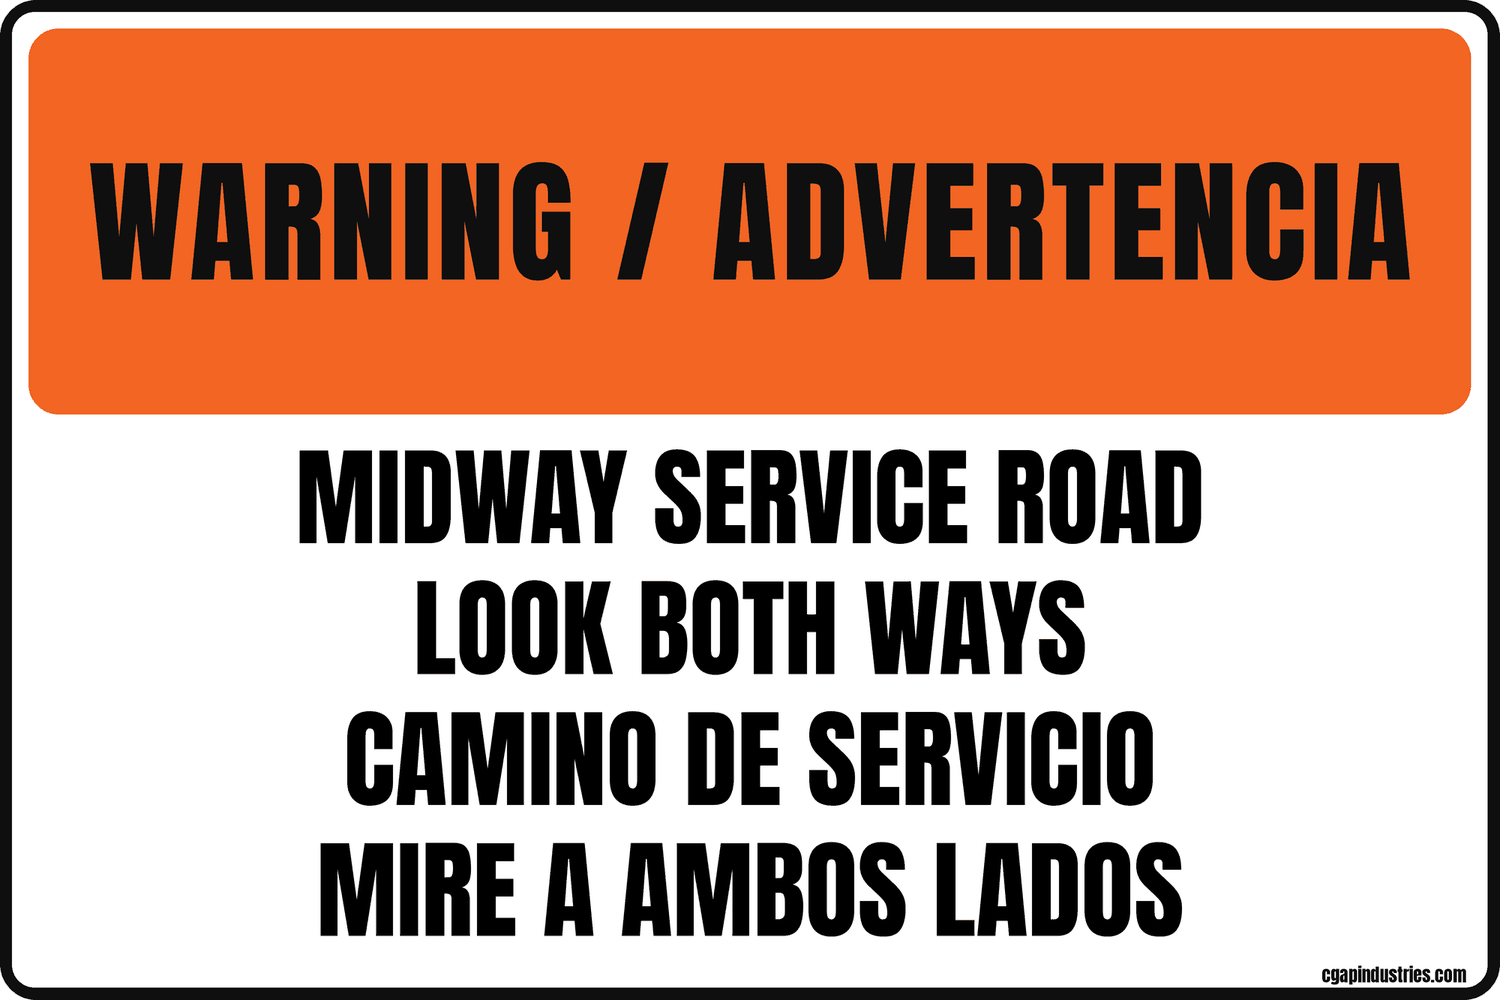 WARNING / ADVERTENCIA
MIDWAY SERVICE ROAD
LOOK BOTH WAYS
CAMINO DE SERVICIO
MIRE A AMBOS LADOS
cgapindustries.com